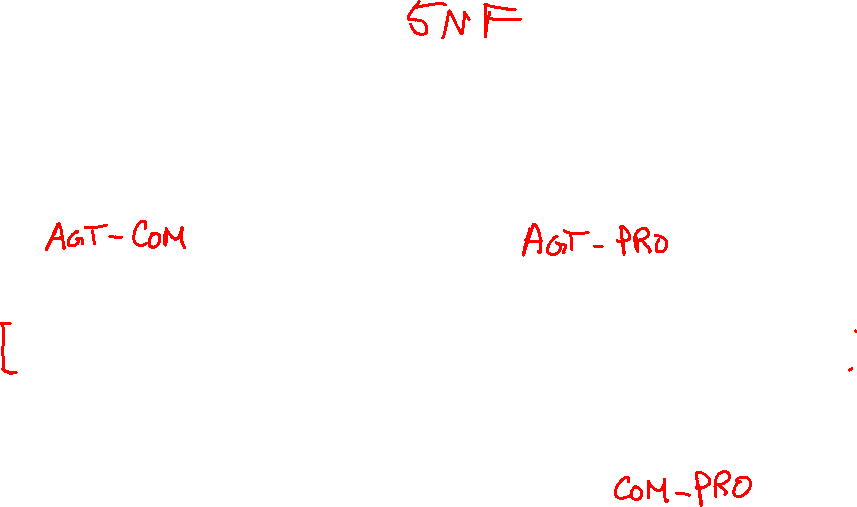 5NF
AGT-COM
AGT-PRO
[
COM-PRO